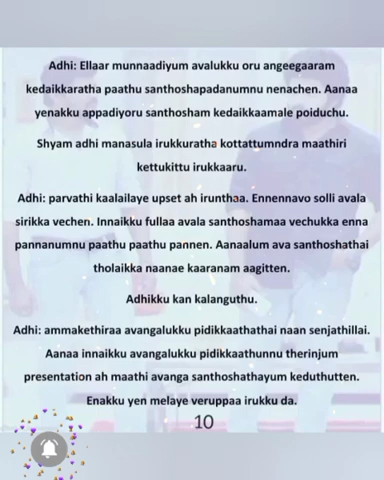 Adhi: Ellaar munnaadiyum avalukku oru angeegaaram
kedaikkaratha paathu santhoshapadanumnu nenachen. Aanaa
yenakku appadiyoru santhosham kedaikkaamale poiduchu.
Shyam adhi manasula irukkuratha kottattumndra maathiri
kettukittu irukkaaru.
Adhi: parvathi kaalailaye upset ah irunthaa. Ennennavo solli avala
sirikka vechen. Innaikku fullaa avala santhoshamaa vechukka enna
pannanumnu paathu paathu pannen. Aanaalum ava santhoshathai
tholaikka naanae kaaranam aagitten.
Adhikku kan kalanguthu.
Adhi: ammakethiraa avangalukku pidikkaathathai naan senjathillai.
Aanaa innaikku avangalukku pidikkaathunnu therinjum
presentation ah maathi avanga santhoshathayum keduthutten.
Enakku yen melaye veruppaa irukku da.
10